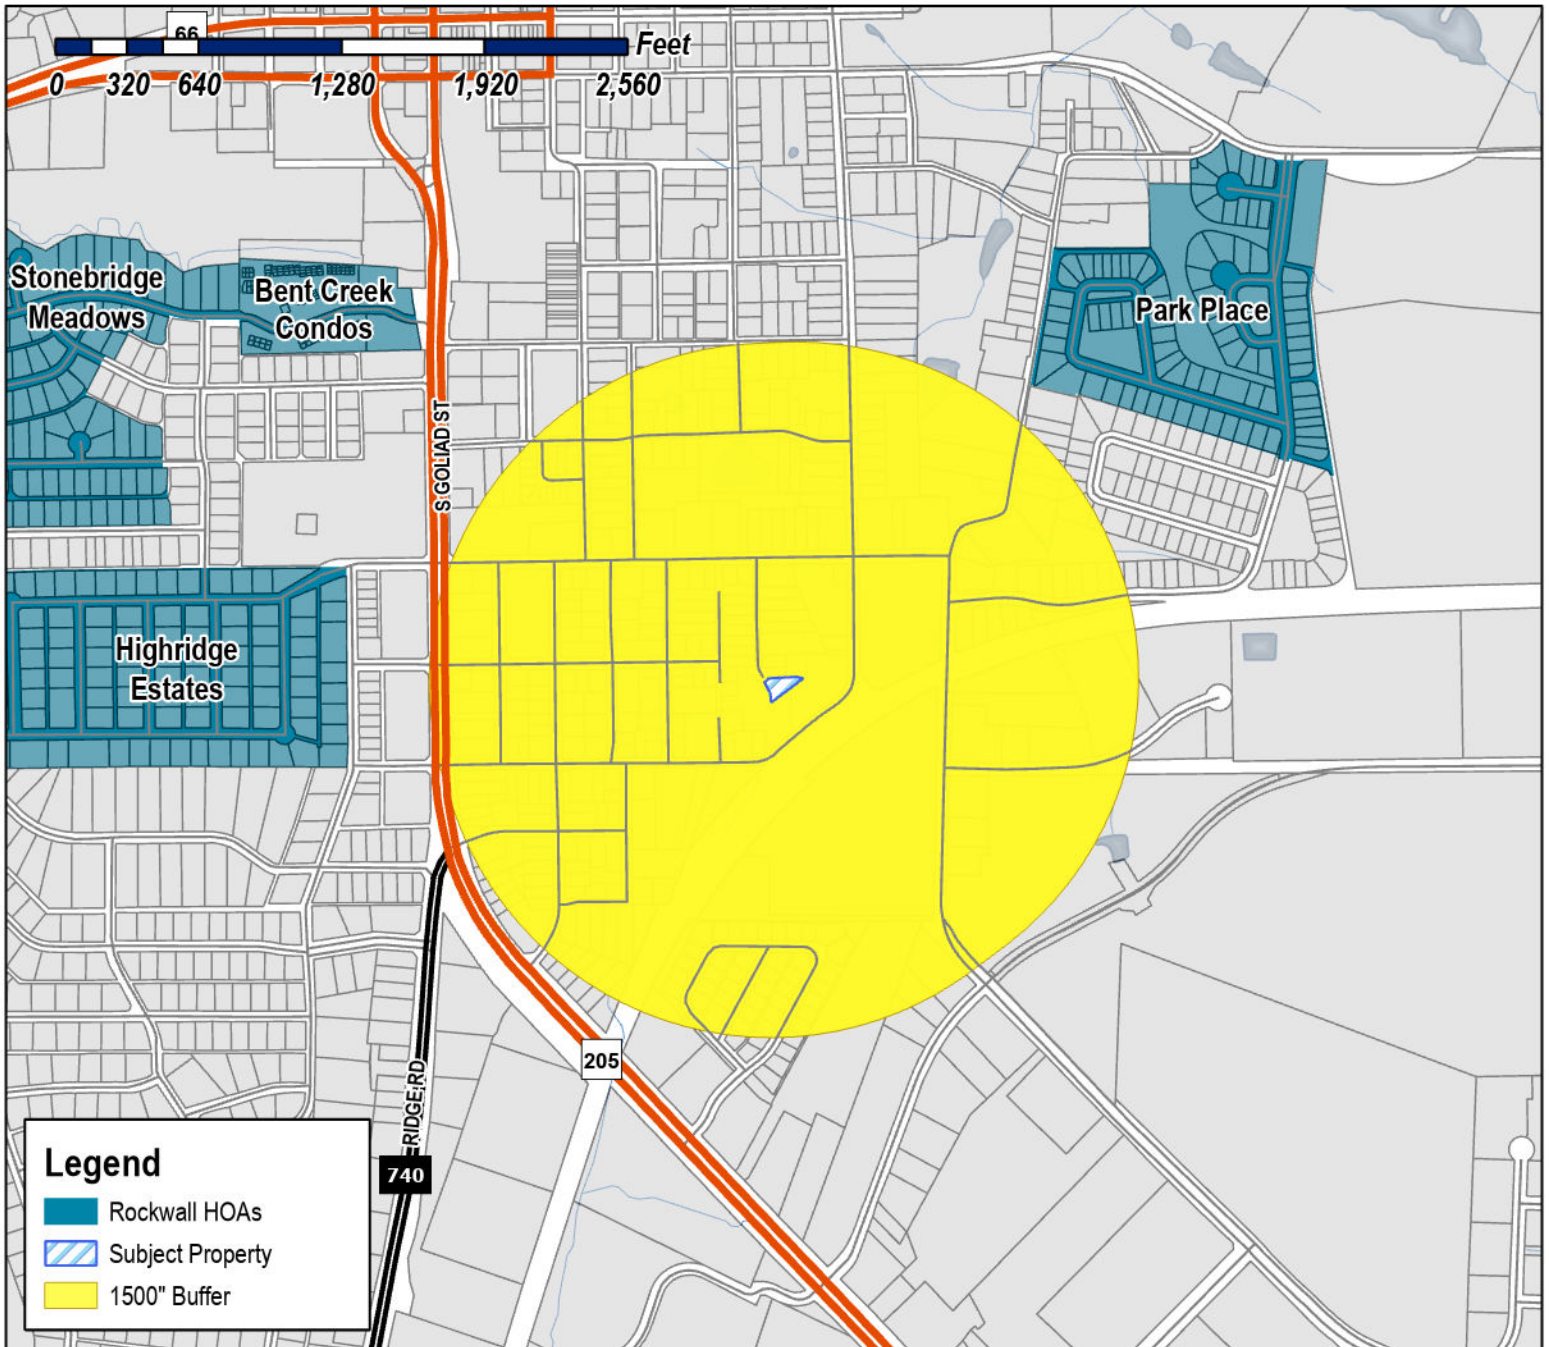 66
Feet
0 320 640 1,280 1,920 2,560
Stonebridge
Meadows
Bent Creek
Condos
Park Place
S GOLIAD ST
Highridge
Estates
205
RIDGE RD
740
Legend
Rockwall HOAs
Subject Property
1500" Buffer